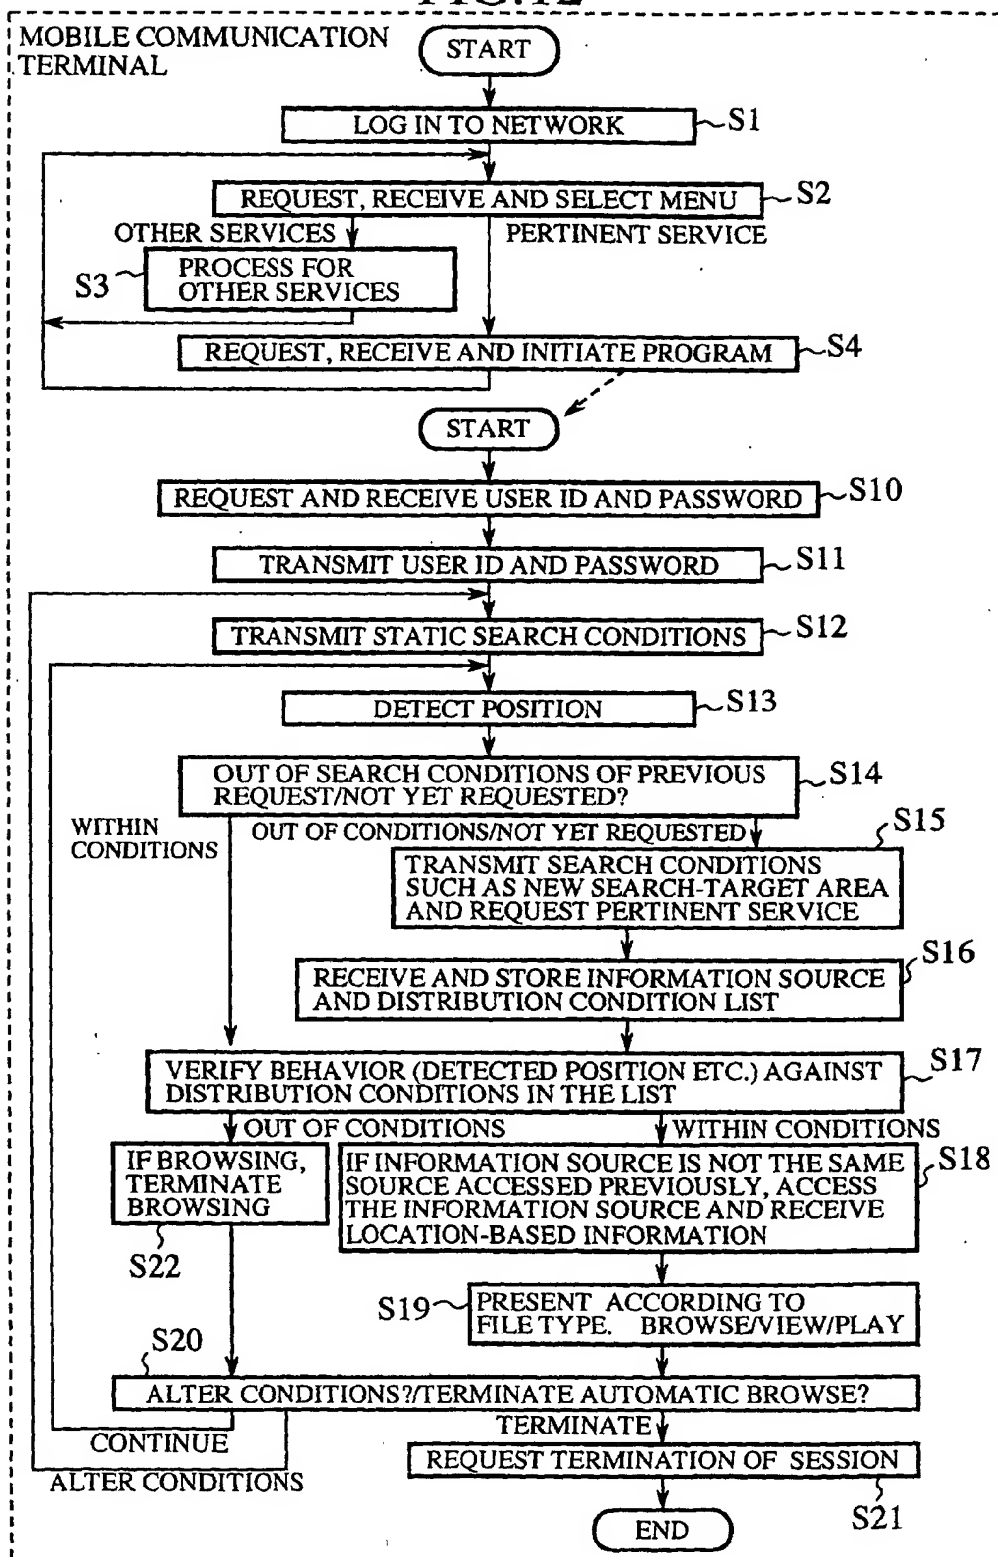 FIG.12
MOBILE COMMUNICATION
TERMINAL
START
LOG IN TO NETWORK
S1
REQUEST, RECEIVE AND SELECT MENU
S2
OTHER SERVICES
PERTINENT SERVICE
S3
PROCESS FOR
OTHER SERVICES
REQUEST, RECEIVE AND INITIATE PROGRAM
S4
START
REQUEST AND RECEIVE USER ID AND PASSWORD
S10
TRANSMIT USER ID AND PASSWORD
S11
TRANSMIT STATIC SEARCH CONDITIONS
S12
DETECT POSITION
S13
OUT OF SEARCH CONDITIONS OF PREVIOUS
REQUEST/NOT YET REQUESTED?
S14
WITHIN
CONDITIONS
OUT OF CONDITIONS/NOT YET REQUESTED
S15
TRANSMIT SEARCH CONDITIONS
SUCH AS NEW SEARCH-TARGET AREA
AND REQUEST PERTINENT SERVICE
S16
RECEIVE AND STORE INFORMATION SOURCE
AND DISTRIBUTION CONDITION LIST
S17
VERIFY BEHAVIOR (DETECTED POSITION ETC.) AGAINST
DISTRIBUTION CONDITIONS IN THE LIST
OUT OF CONDITIONS
WITHIN CONDITIONS
IF BROWSING,
TERMINATE
BROWSING
S22
IF INFORMATION SOURCE IS NOT THE SAME
SOURCE ACCESSED PREVIOUSLY, ACCESS
THE INFORMATION SOURCE AND RECEIVE
LOCATION-BASED INFORMATION
S18
S19
PRESENT ACCORDING TO
FILE TYPE. BROWSE/VIEW/PLAY
S20
ALTER CONDITIONS?/TERMINATE AUTOMATIC BROWSE?
CONTINUE
ALTER CONDITIONS
TERMINATE
REQUEST TERMINATION OF SESSION
S21
END